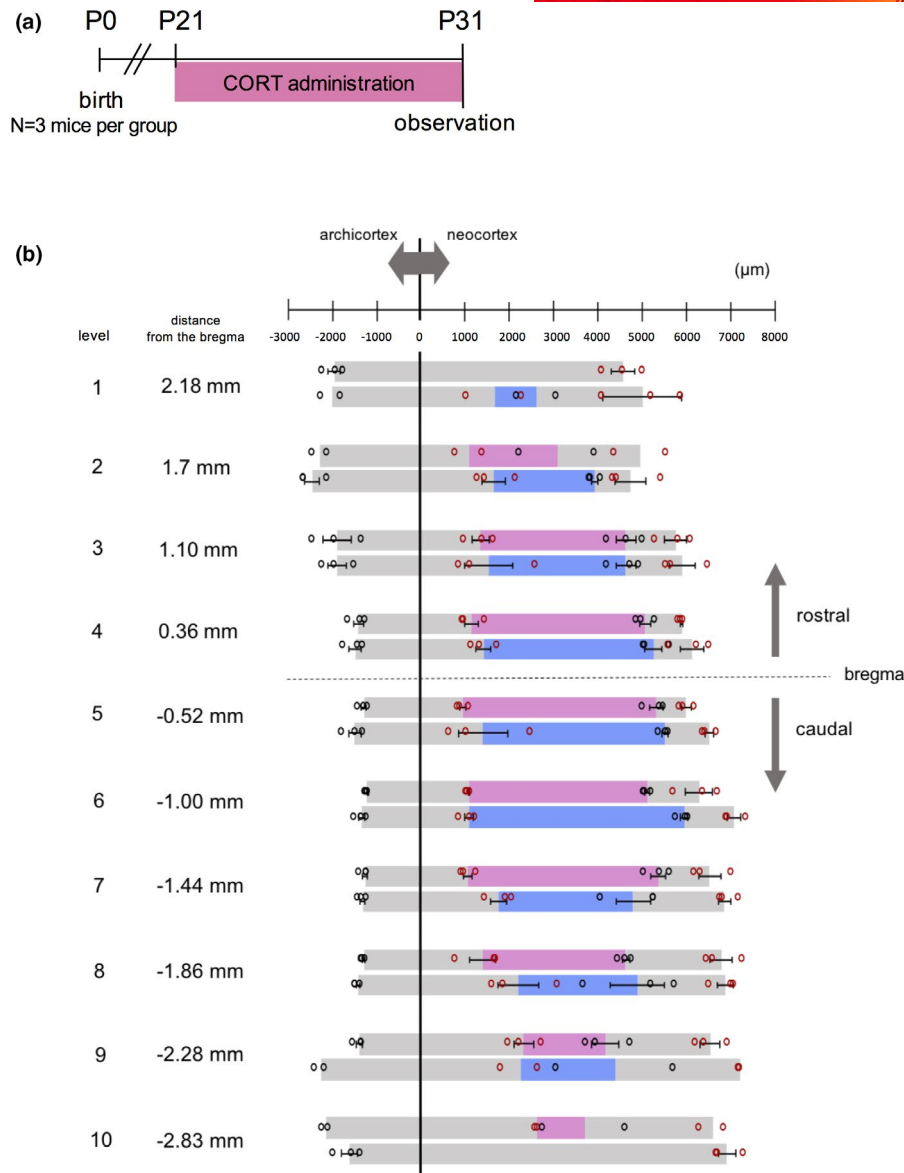 (a)
P0 P21 P31
CORT administration
birth
N=3 mice per group
observation
(b)
archicortex neocortex
(µm)
level
distance
from the bregma
-3000 -2000 -1000 0 1000 2000 3000 4000 5000 6000 7000 8000
1 2.18 mm
2 1.7 mm
3 1.10 mm
rostral
4 0.36 mm
bregma
5 -0.52 mm
caudal
6 -1.00 mm
7 -1.44 mm
8 -1.86 mm
9 -2.28 mm
10 -2.83 mm